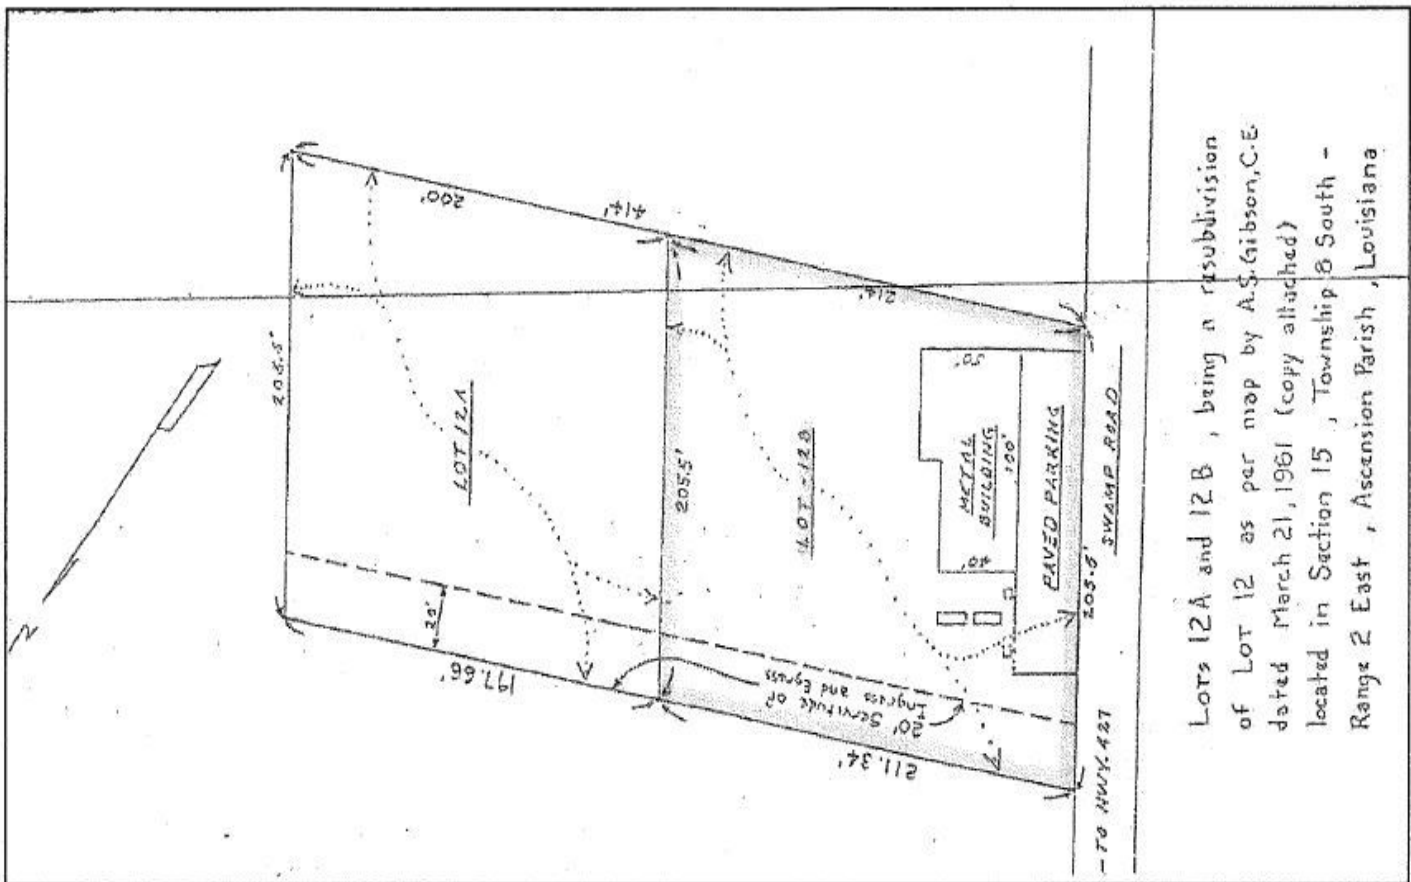 205.5'
200'
414'
214'
LOT 12A
205.5'
LOT-12B
50'
METAL
BUILDING
100'
40'
PAVED PARKING
SWAMP ROAD
205.5'
20'
197.66'
20' Servitude of
Ingress and Egress
211.34'
- TO HWY. 427
N
LOTS 12A and 12B, being a resubdivision
of LOT 12 as per map by A.S. Gibson, C.E.
dated March 21, 1961 (copy attached)
located in Section 15, Township 8 South -
Range 2 East, Ascension Parish, Louisiana